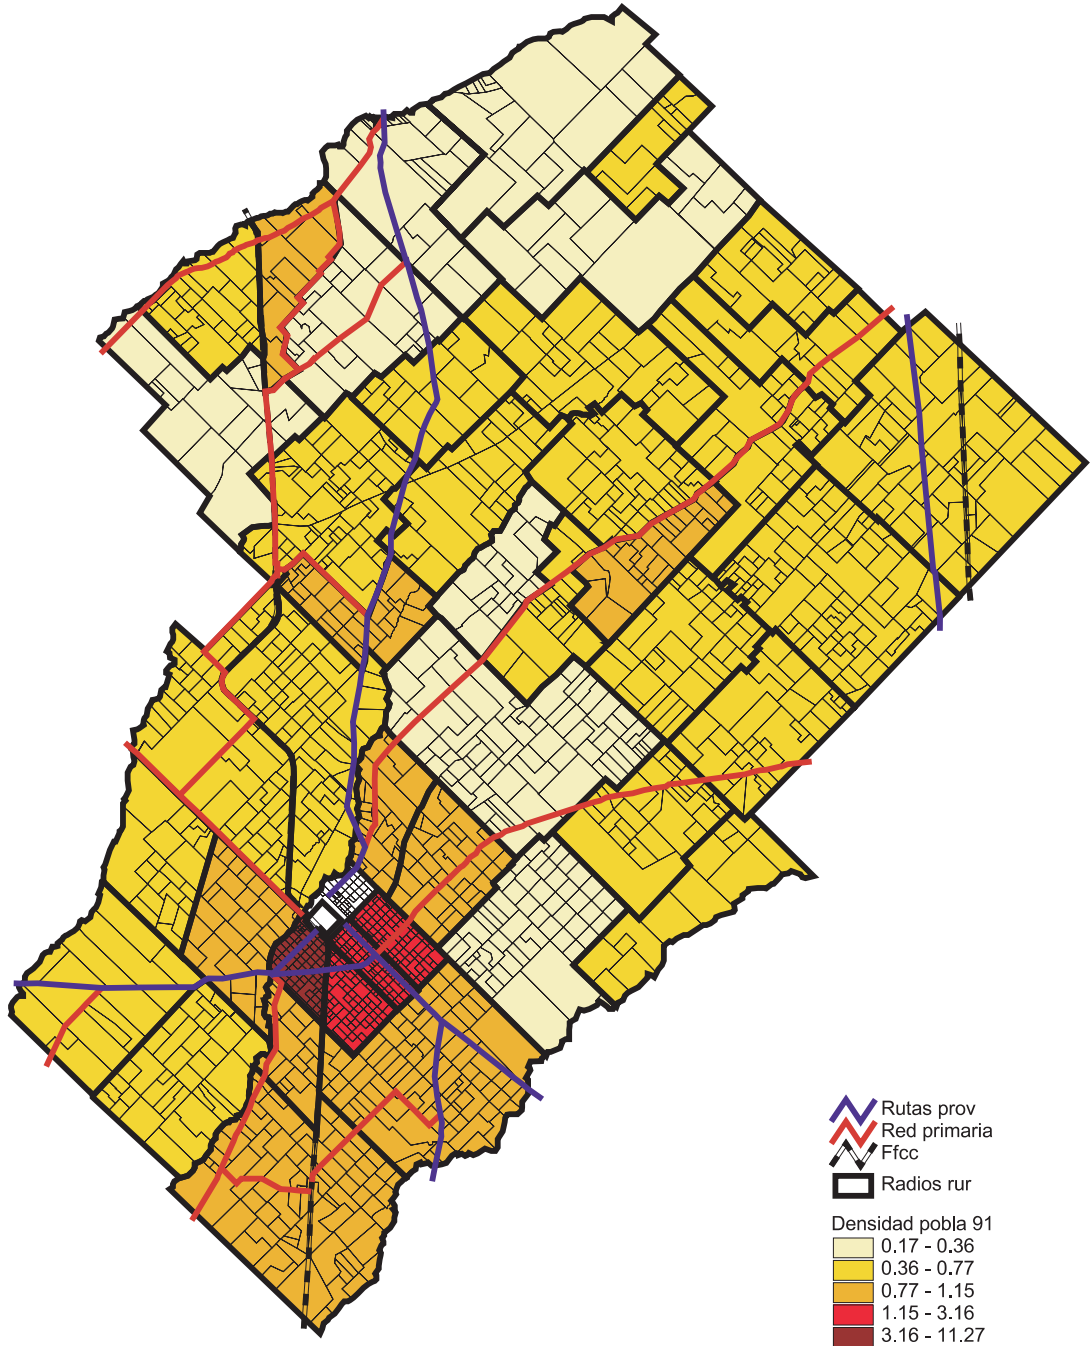 Rutas prov
Red primaria
Ffcc
Radios rur
Densidad pobla 91
0.17 - 0.36
0.36 - 0.77
0.77 - 1.15
1.15 - 3.16
3.16 - 11.27